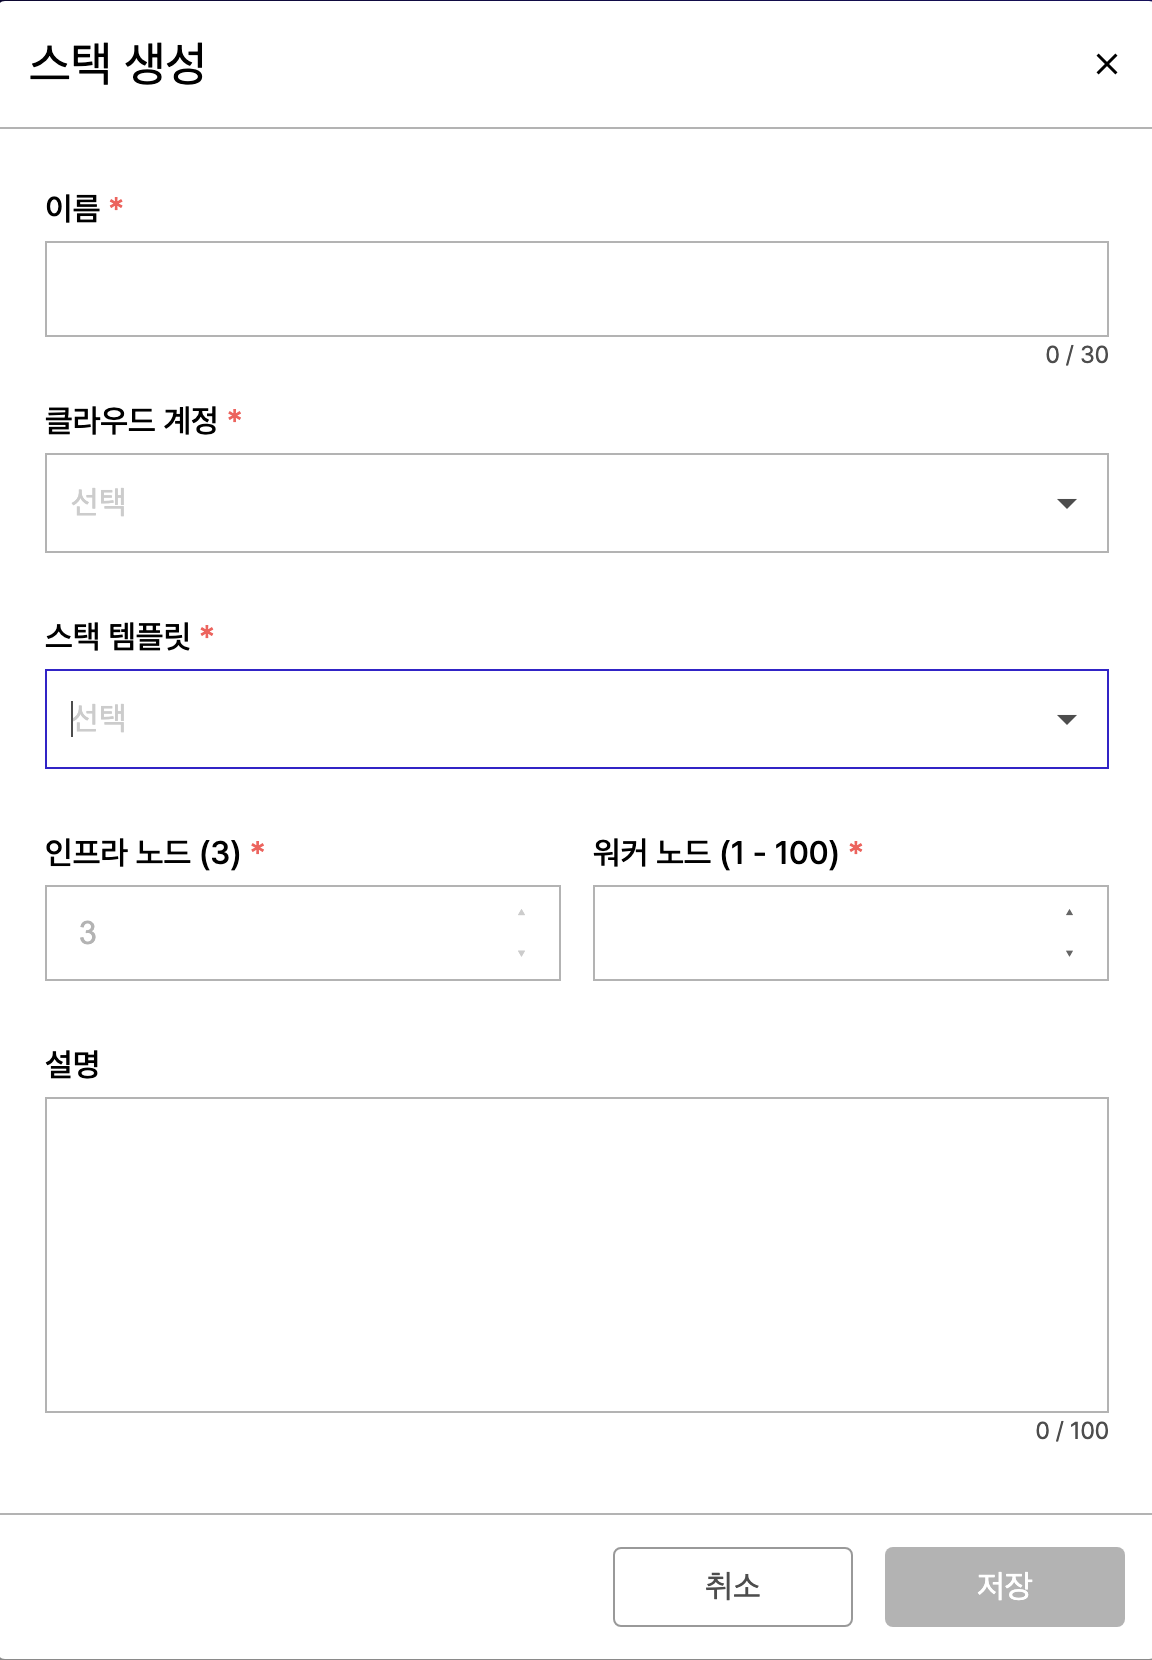 스택 생성
이름 *
0 / 30
클라우드 계정 *
선택
스택 템플릿 *
선택
인프라 노드 (3) *
워커 노드 (1 - 100) *
3
설명
0 / 100
취소
저장